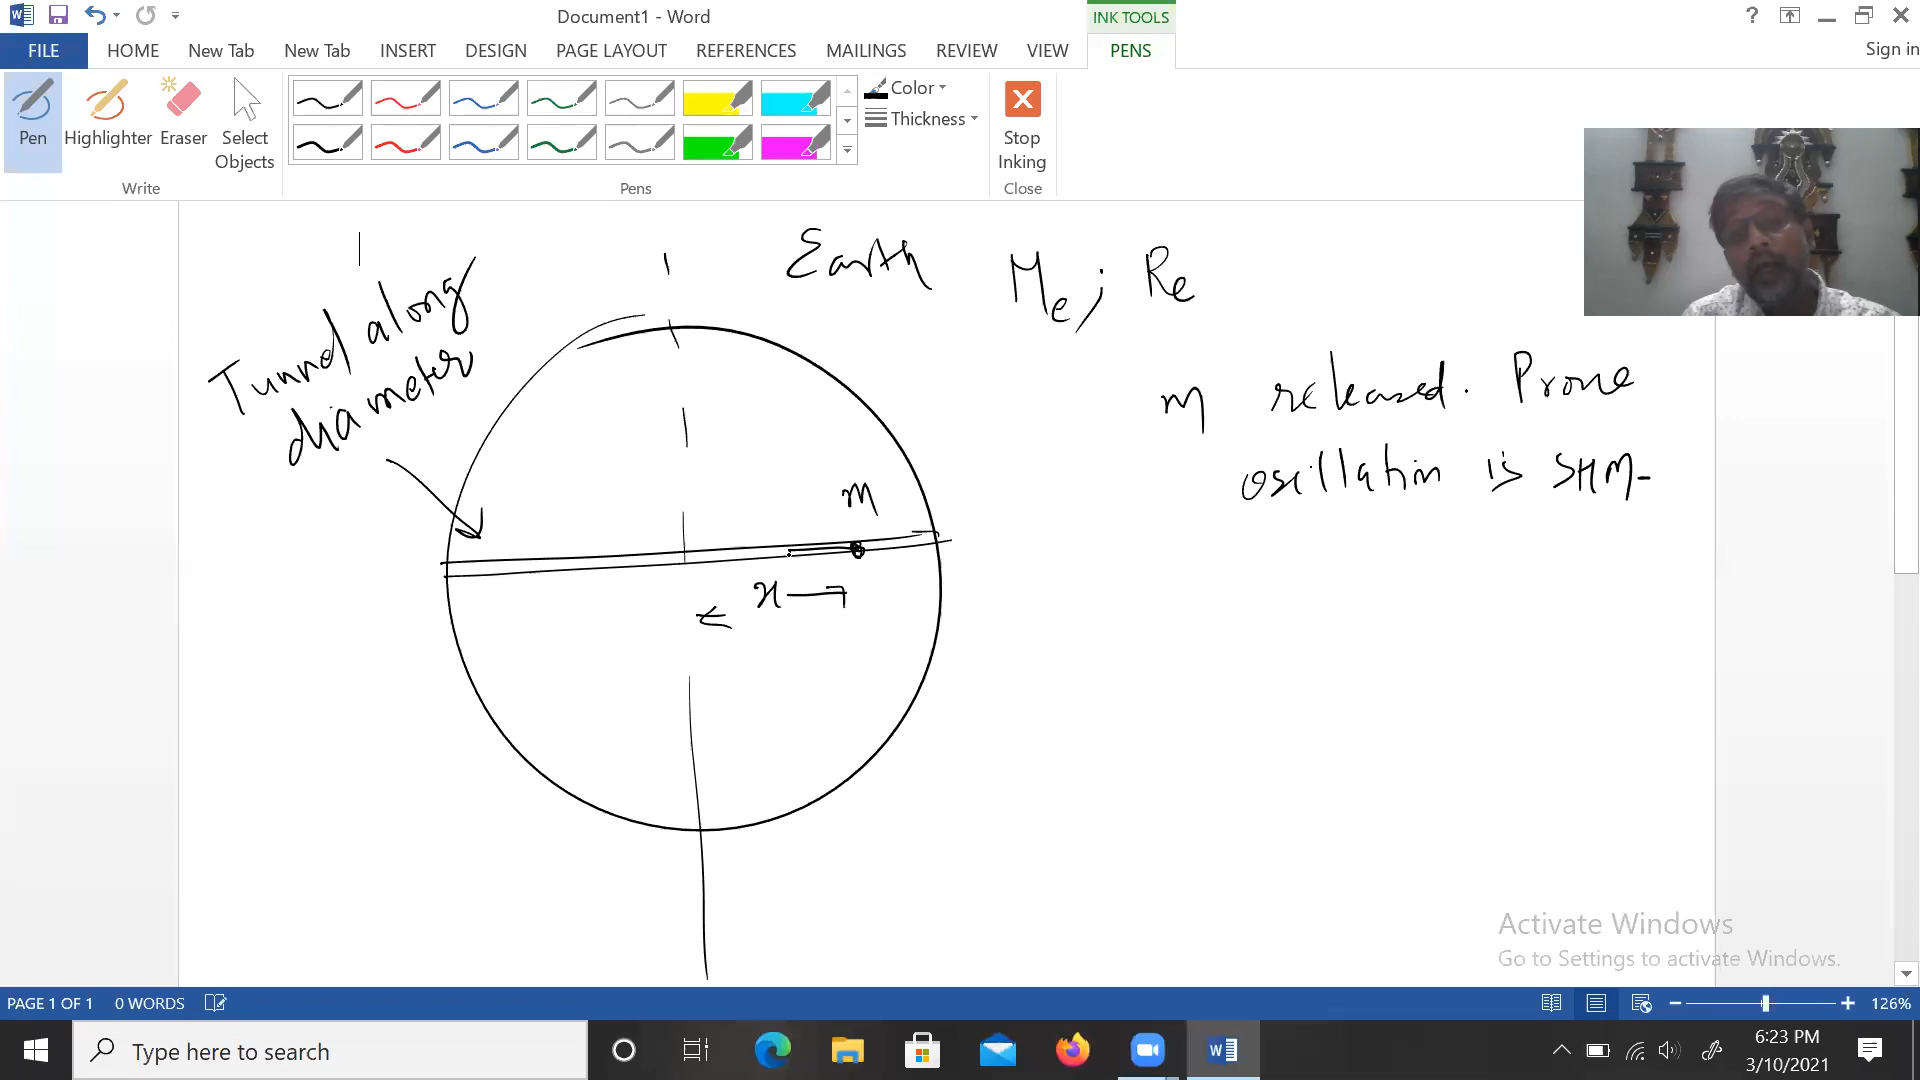 Document1 - Word
INK TOOLS
FILE HOME New Tab New Tab INSERT DESIGN PAGE LAYOUT REFERENCES MAILINGS REVIEW VIEW PENS
Sign in
Pen Highlighter Eraser Select Objects
Color
Thickness
Stop Inking
Write Pens Close
Earth Me; Re
Tunnel along
diameter
m released. Prove
oscillation is SHM-
m
x
Activate Windows
Go to Settings to activate Windows.
PAGE 1 OF 1 0 WORDS
126%
Type here to search
6:23 PM
3/10/2021